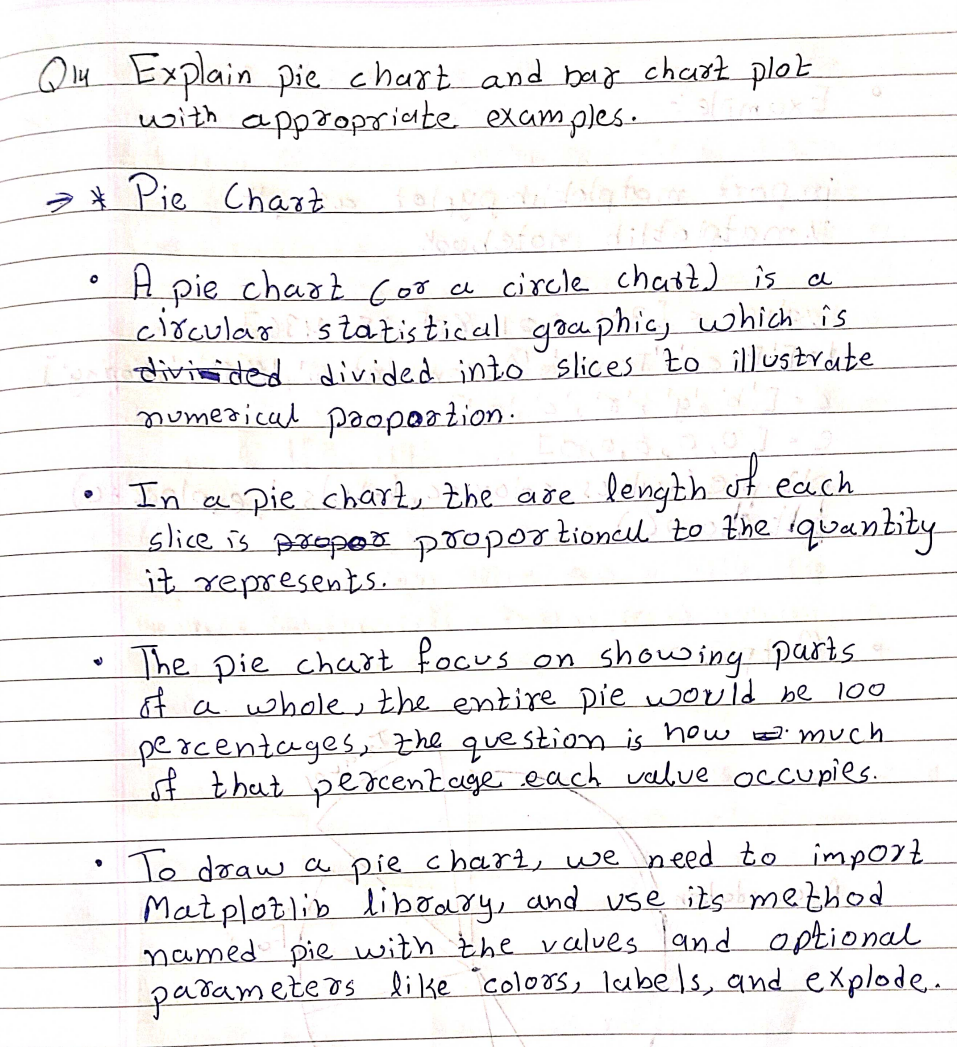 Q14 Explain pie chart and bar chart plot
with appropriate examples.
→ * Pie Chart
• A pie chart (or a circle chart) is a
circular statistical graphic, which is
divided divided into slices to illustrate
numerical proportion.
• In a pie chart, the are length of each
slice is propor proportional to the quantity
it represents.
• The pie chart focus on showing parts
of a whole, the entire pie would be 100
percentages, the question is how much
of that percentage each value occupies.
• To draw a pie chart, we need to import
Matplotlib library, and use its method
named pie with the values and optional
parameters like colors, labels, and explode.